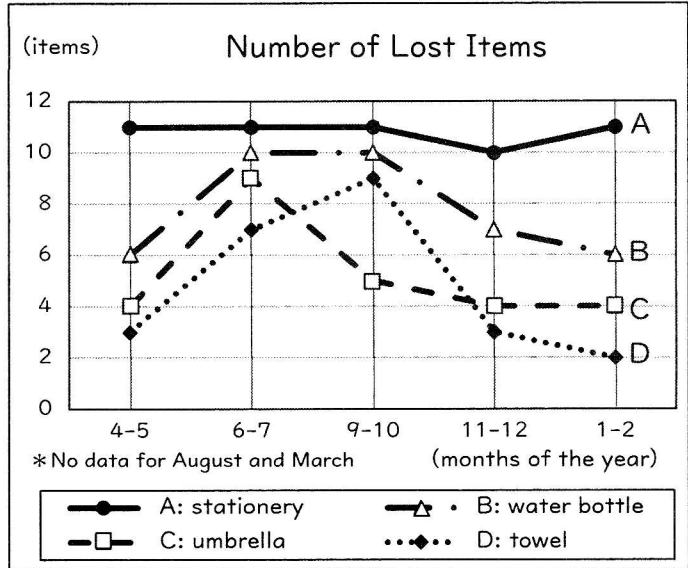 Number of Lost Items
(items)
12
10
8
6
4
2
0
A
B
C
D
4-5 6-7 9-10 11-12 1-2
*No data for August and March (months of the year)
A: stationery B: water bottle
C: umbrella D: towel